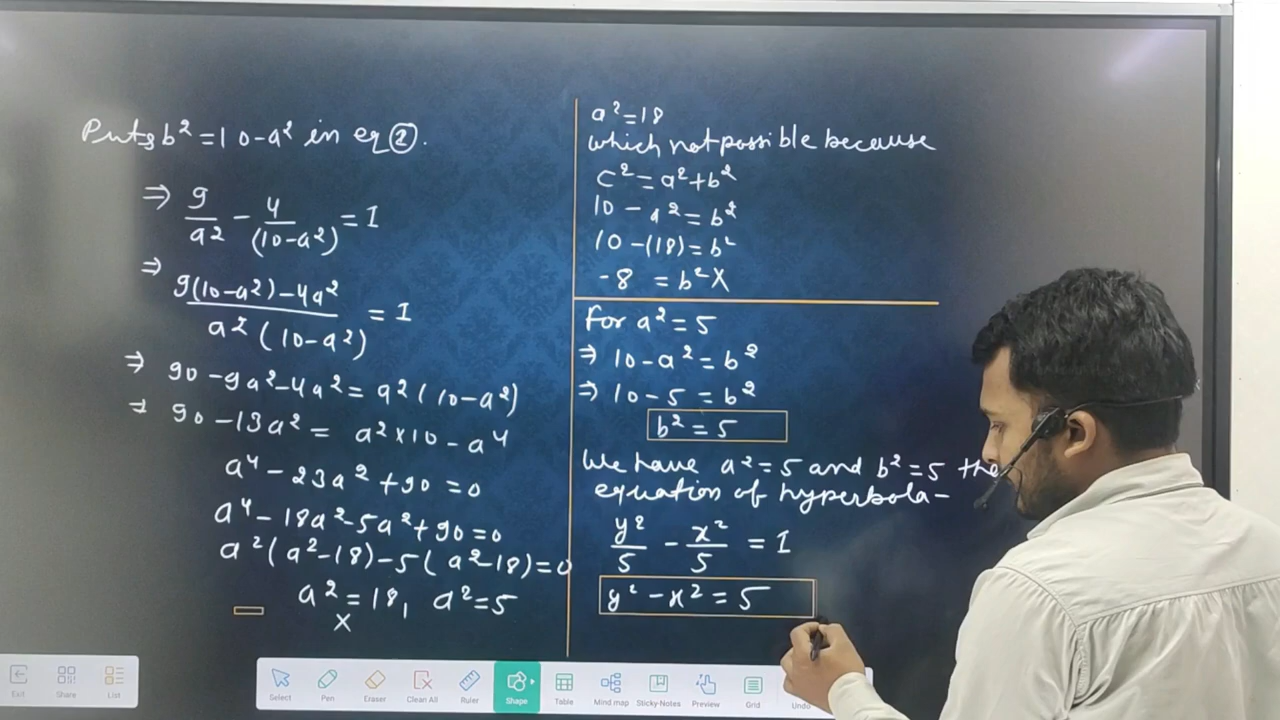 Putg b² = 10-a² in eq ②.
⇒ 9/a² - 4/(10-a²) = 1
⇒ 9(10-a²)-4a² / a²(10-a²) = 1
⇒ 90-9a²-4a² = a²(10-a²)
⇒ 90-13a² = a²×10-a⁴
a⁴-23a²+90=0
a⁴-18a²-5a²+90=0
a²(a²-18)-5(a²-18)=0
a²=18, a²=5
X
a²=18
which not possible because
c²=a²+b²
10-a²=b²
10-(18)=b²
-8 = b² X
for a²=5
⇒ 10-a²=b²
⇒ 10-5=b²
b²=5
We have a²=5 and b²=5 the
equation of hyperbola-
y²/5 - x²/5 = 1
y²-x²=5
Exit Share List Select Pen Eraser Clean All Ruler Shape Table Mind map Sticky-Notes Preview Grid Undo